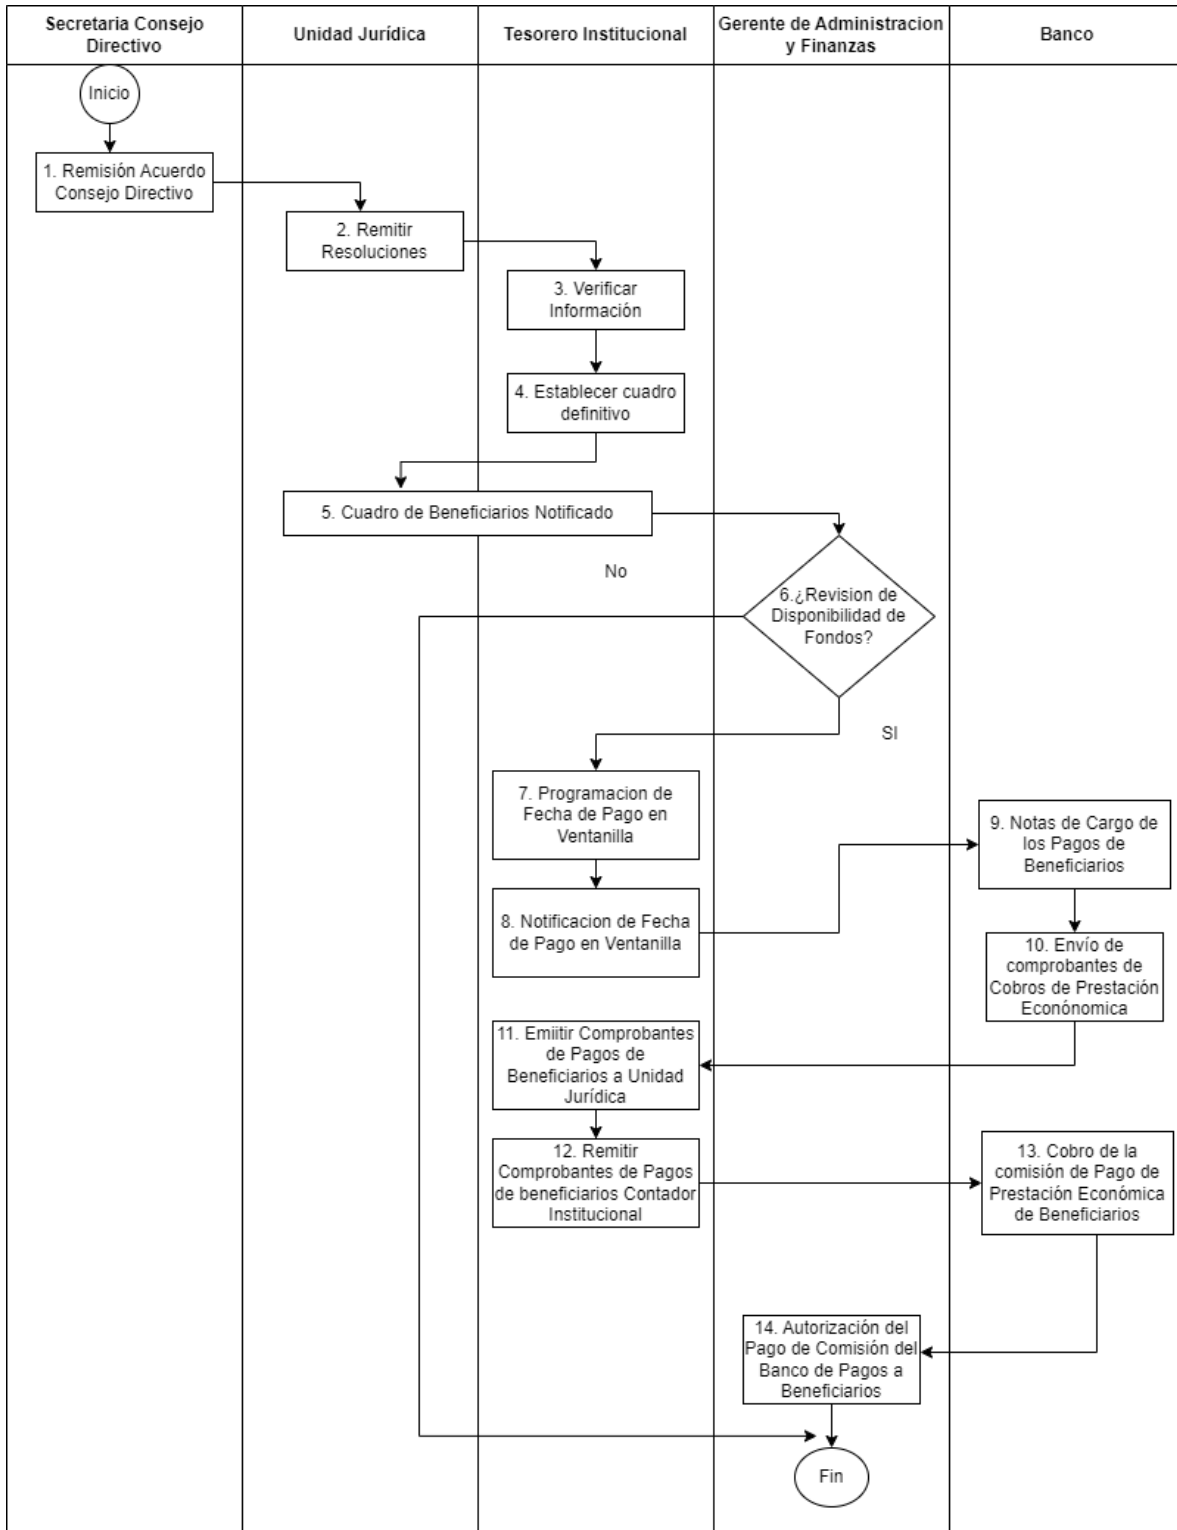 Secretaria Consejo
Directivo
Unidad Jurídica
Tesorero Institucional
Gerente de Administracion
y Finanzas
Banco
Inicio
1. Remisión Acuerdo
Consejo Directivo
2. Remitir
Resoluciones
3. Verificar
Información
4. Establecer cuadro
definitivo
5. Cuadro de Beneficiarios Notificado
No
6.¿Revision de
Disponibilidad de
Fondos?
SI
7. Programacion de
Fecha de Pago en
Ventanilla
8. Notificacion de Fecha
de Pago en Ventanilla
9. Notas de Cargo de
los Pagos de
Beneficiarios
10. Envío de
comprobantes de
Cobros de Prestación
Econónomica
11. Emiitir Comprobantes
de Pagos de
Beneficiarios a Unidad
Jurídica
12. Remitir
Comprobantes de Pagos
de beneficiarios Contador
Institucional
13. Cobro de la
comisión de Pago de
Prestación Económica
de Beneficiarios
14. Autorización del
Pago de Comisión del
Banco de Pagos a
Beneficiarios
Fin